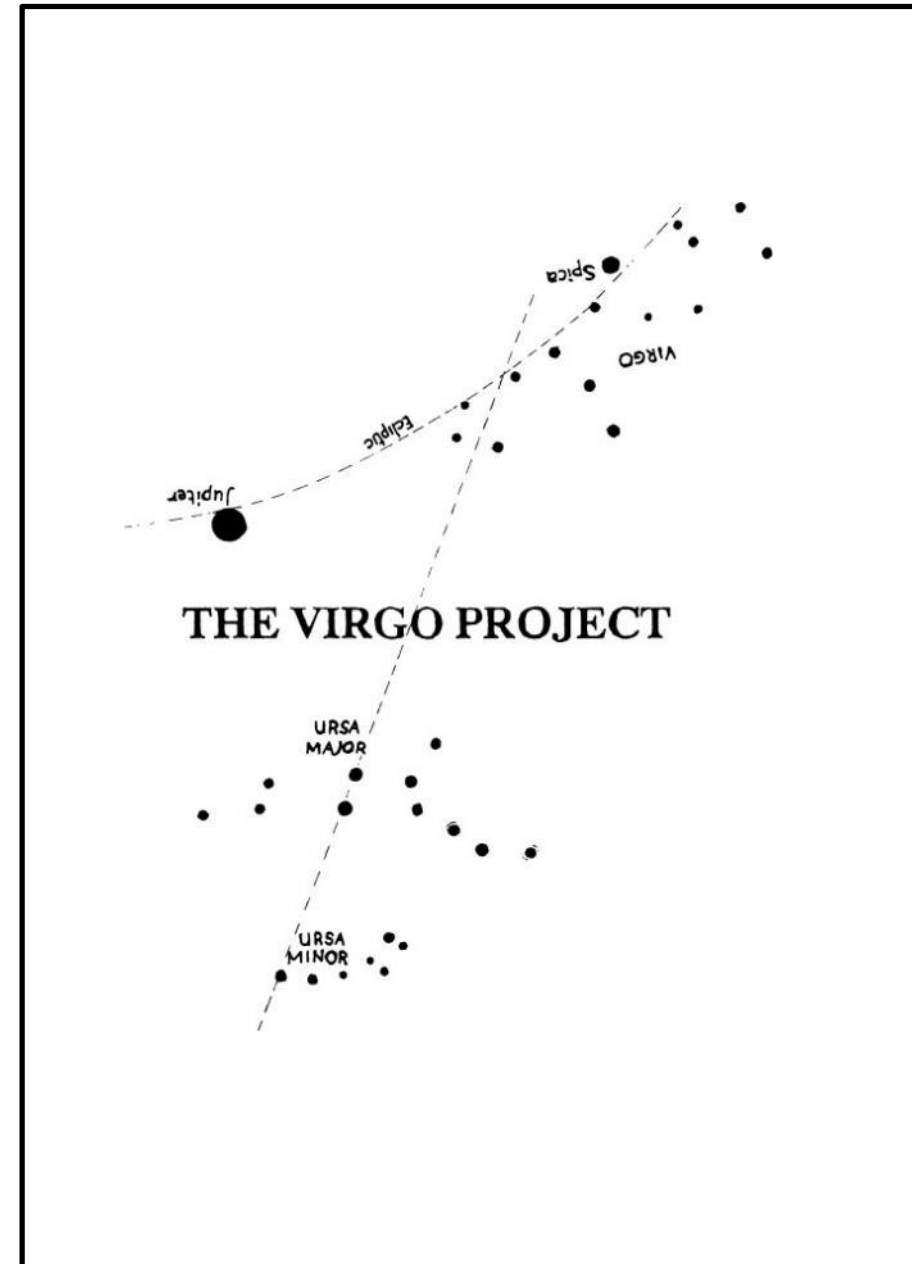 Spica
VIRGO
Ecliptic
Jupiter
THE VIRGO PROJECT
URSA
MAJOR
URSA
MINOR